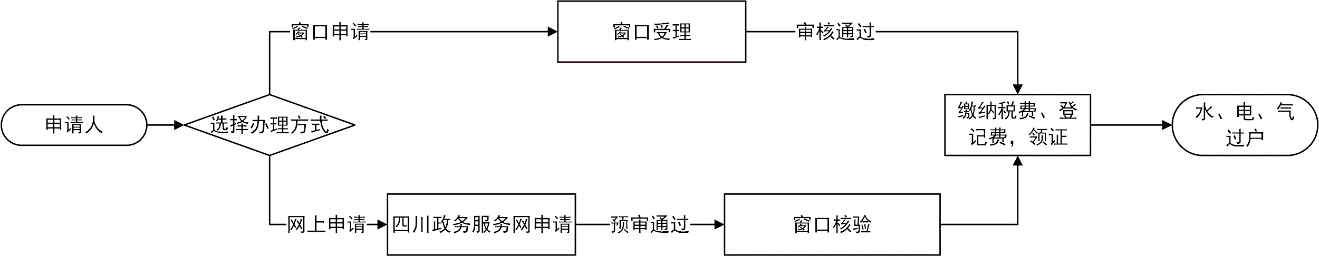 窗口申请
窗口受理
审核通过
申请人
选择办理方式
缴纳税费、登
记费，领证
水、电、气
过户
网上申请
四川政务服务网申请
预审通过
窗口核验